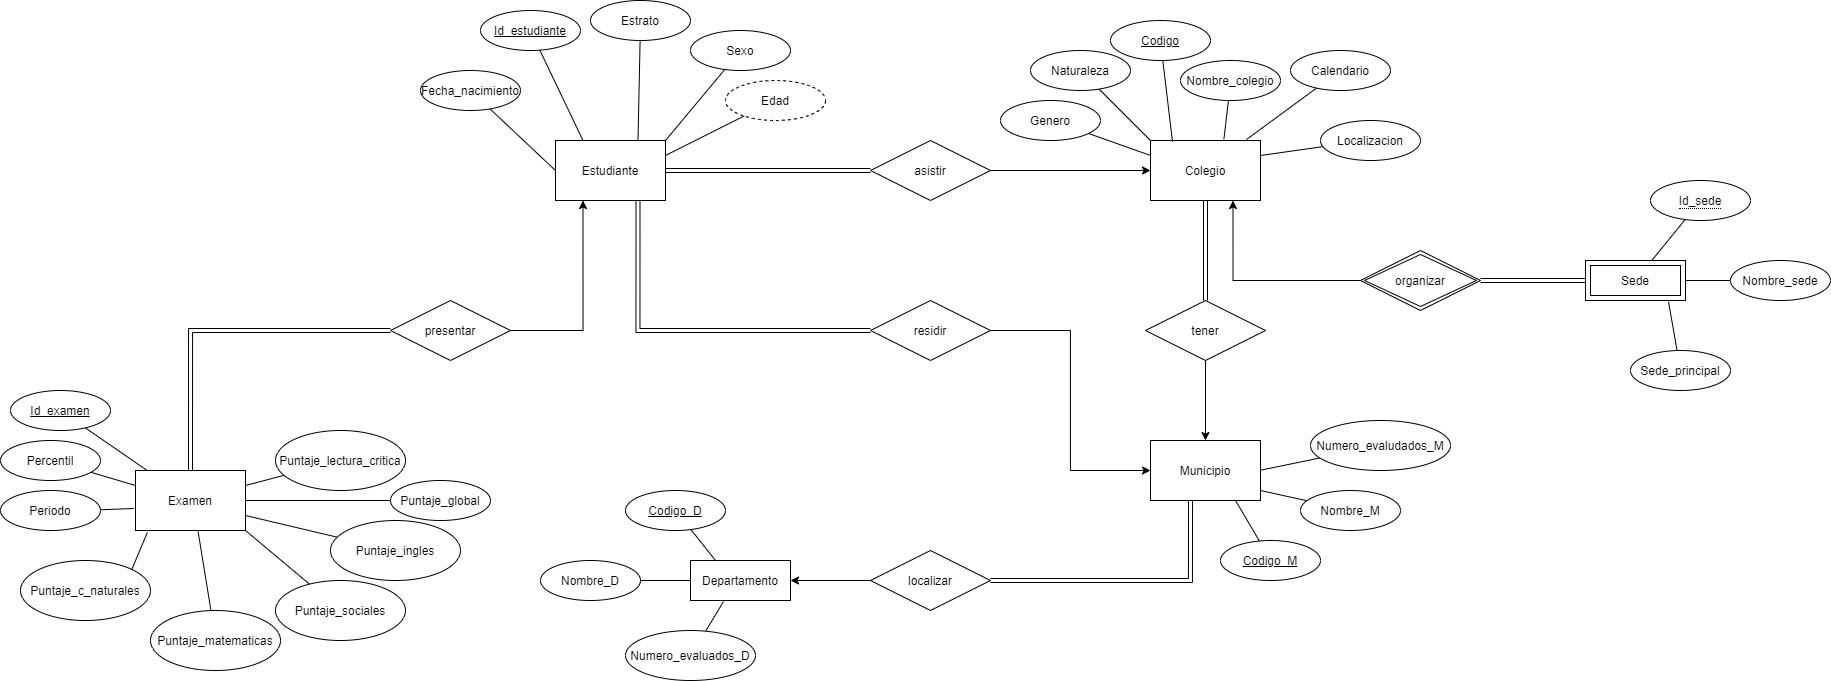 Id_estudiante
Estrato
Sexo
Fecha_nacimiento
Edad
Estudiante
asistir
Codigo
Naturaleza
Nombre_colegio
Calendario
Genero
Localizacion
Colegio
Id_sede
organizar
Sede
Nombre_sede
Sede_principal
presentar
residir
tener
Id_examen
Percentil
Periodo
Examen
Puntaje_lectura_critica
Puntaje_global
Puntaje_ingles
Puntaje_c_naturales
Puntaje_sociales
Puntaje_matematicas
Municipio
Numero_evaludados_M
Nombre_M
Codigo_M
Codigo_D
Nombre_D
Departamento
localizar
Numero_evaluados_D